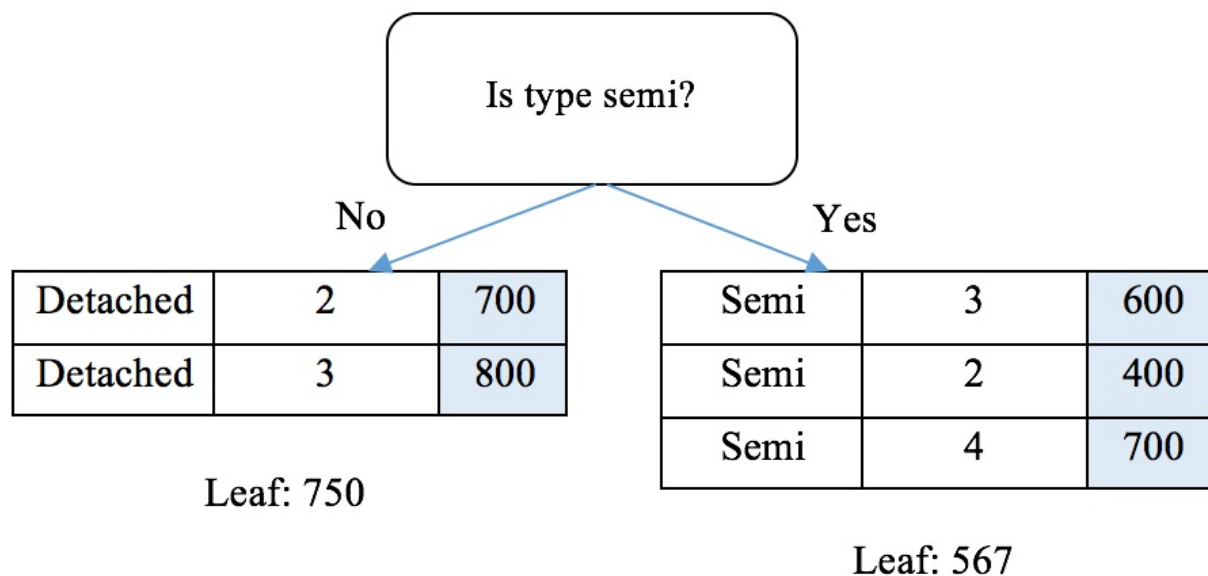 Is type semi?
No
Yes
Detached 2 700
Detached 3 800
Leaf: 750
Semi 3 600
Semi 2 400
Semi 4 700
Leaf: 567